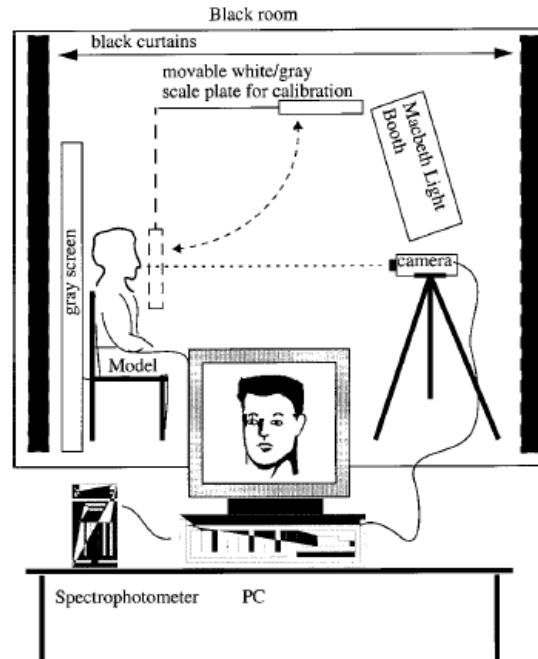 Black room
black curtains
movable white/gray
scale plate for calibration
Macbeth Light
Booth
camera
gray screen
Model
Spectrophotometer PC